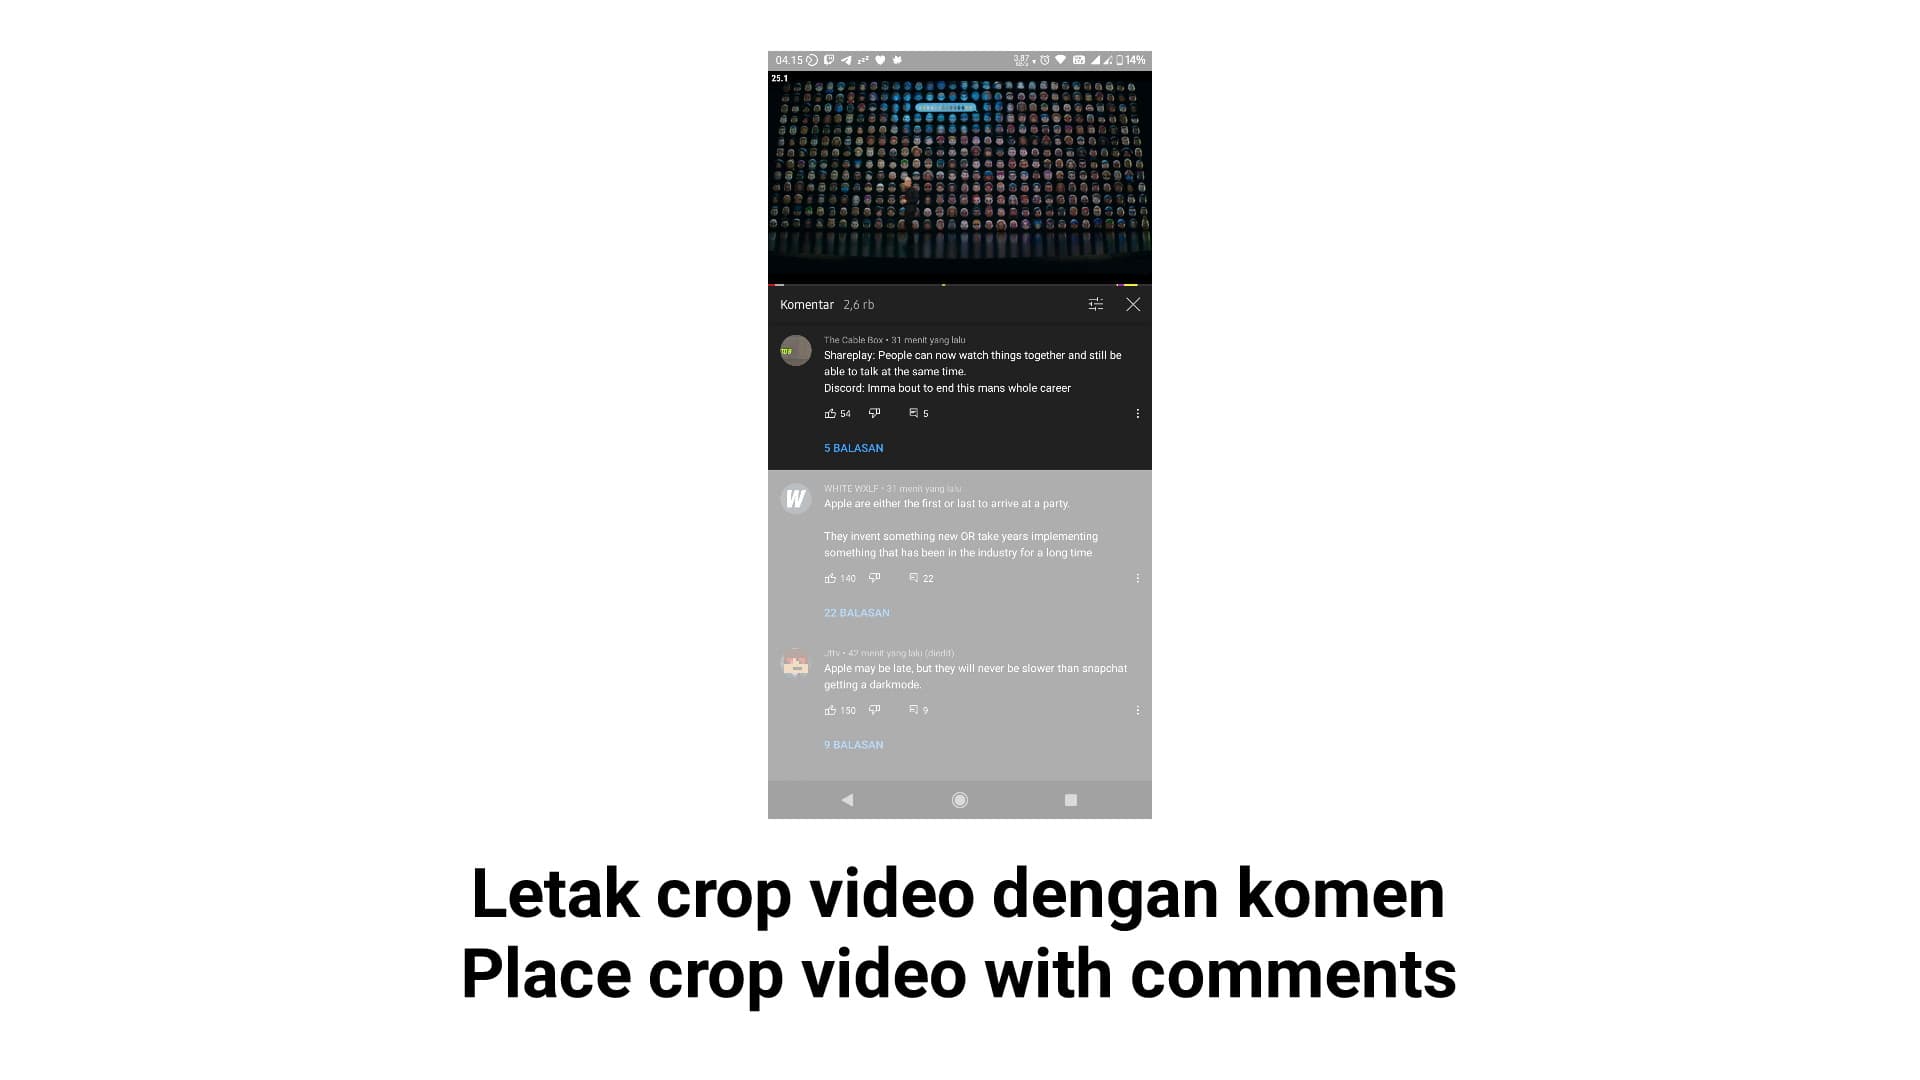 04.15
3,87
14%
25.1
Komentar 2,6 rb
The Cable Box • 31 menit yang lalu
Shareplay: People can now watch things together and still be
able to talk at the same time.
Discord: Imma bout to end this mans whole career
54 5
5 BALASAN
W
WHITE WXLF • 31 menit yang lalu
Apple are either the first or last to arrive at a party.
They invent something new OR take years implementing
something that has been in the industry for a long time
140 22
22 BALASAN
Jttv • 42 menit yang lalu (diedit)
Apple may be late, but they will never be slower than snapchat
getting a darkmode.
150 9
9 BALASAN
Letak crop video dengan komen
Place crop video with comments